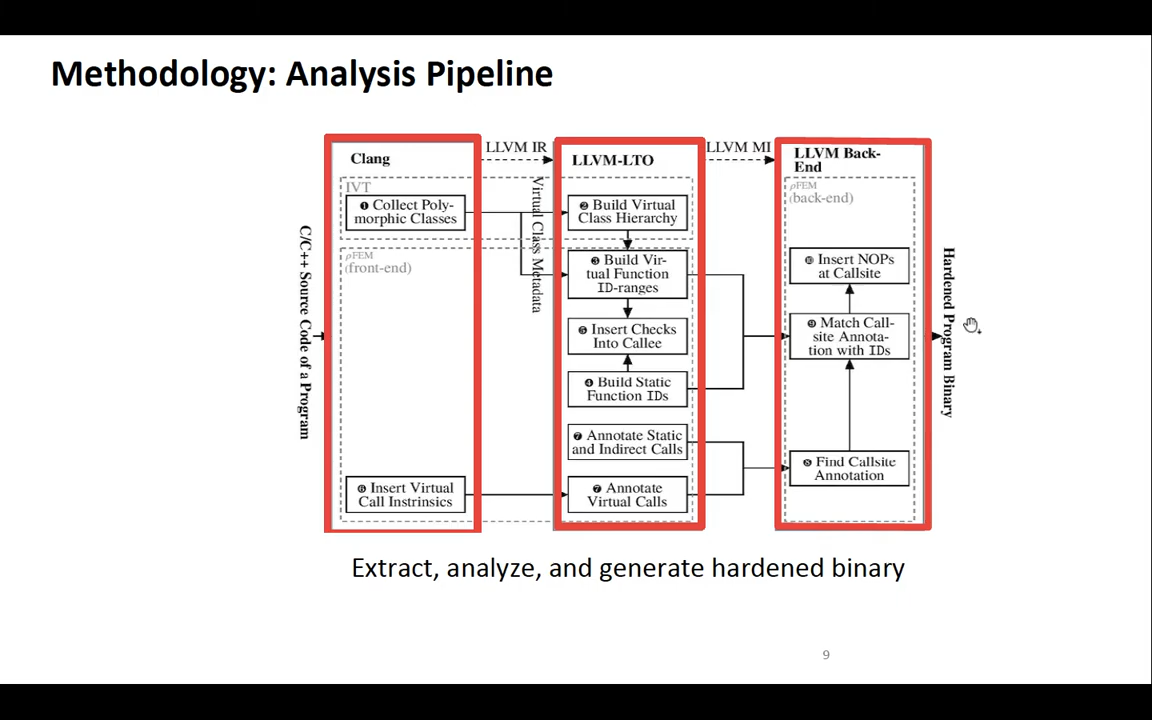 Methodology: Analysis Pipeline
Clang
LLVM IR
LLVM-LTO
LLVM MI
LLVM Back-
End
IVT
❶ Collect Poly-
morphic Classes
Virtual Class Metadata
❷ Build Virtual
Class Hierarchy
ρFEM
(back-end)
ρFEM
(front-end)
❸ Build Vir-
tual Function
ID-ranges
❿ Insert NOPs
at Callsite
C/C++ Source Code of a Program
❺ Insert Checks
Into Callee
❾ Match Call-
site Annota-
tion with IDs
Hardened Program Binary
❹ Build Static
Function IDs
❼ Annotate Static
and Indirect Calls
❽ Find Callsite
Annotation
❻ Insert Virtual
Call Instrinsics
❼ Annotate
Virtual Calls
Extract, analyze, and generate hardened binary
9